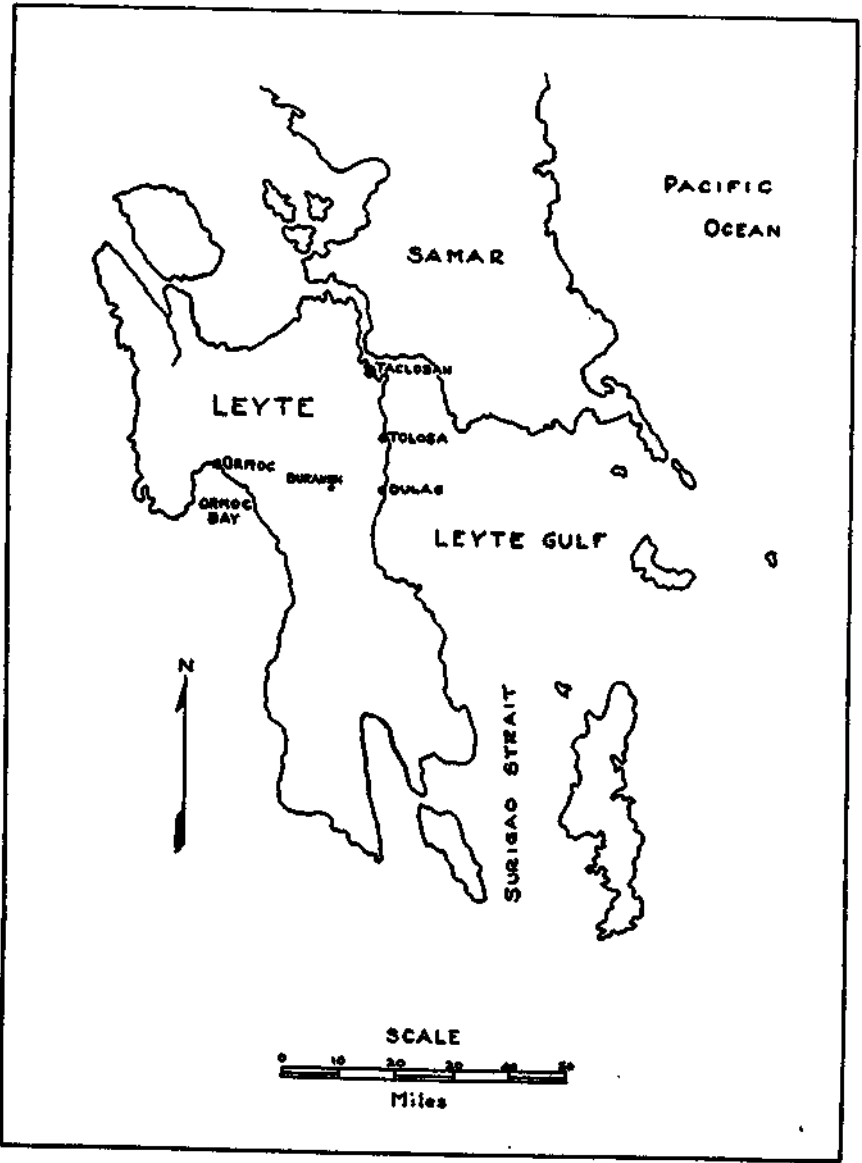 PACIFIC
OCEAN
SAMAR
TACLOBAN
LEYTE
TOLOSA
ORMOC
DULAG
ORMOC
BAY
LEYTE GULF
N
SURIGAO STRAIT
SCALE
0 10 20 30 40 50
Miles